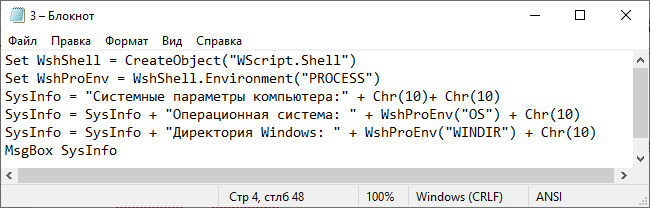 3 – Блокнот
Файл Правка Формат Вид Справка
Set WshShell = CreateObject("WScript.Shell")
Set WshProEnv = WshShell.Environment("PROCESS")
SysInfo = "Системные параметры компьютера:" + Chr(10)+ Chr(10)
SysInfo = SysInfo + "Операционная система: " + WshProEnv("OS") + Chr(10)
SysInfo = SysInfo + "Директория Windows: " + WshProEnv("WINDIR") + Chr(10)
MsgBox SysInfo
Стр 4, стлб 48 100% Windows (CRLF) ANSI